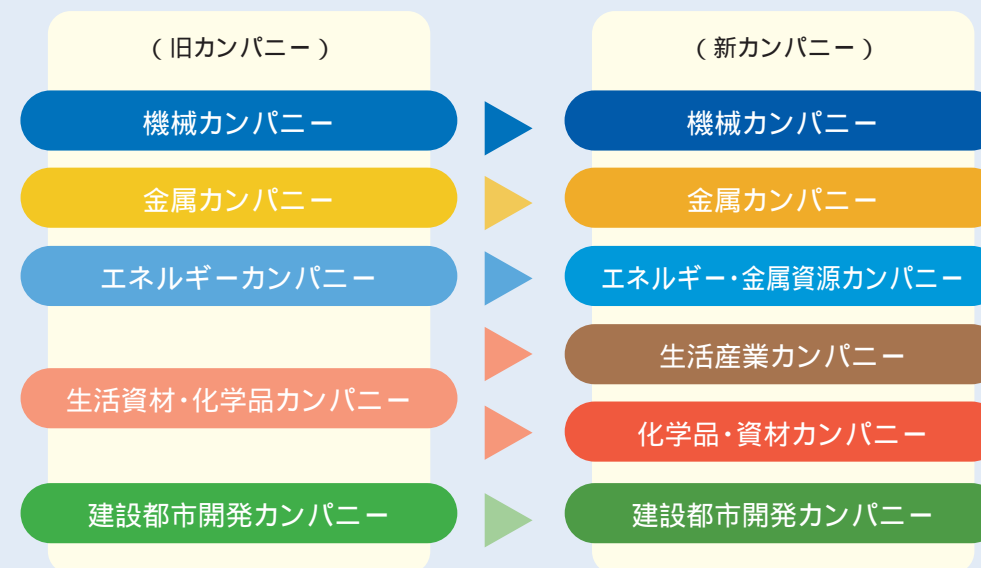 (旧カンパニー)
機械カンパニー
金属カンパニー
エネルギーカンパニー
生活資材・化学品カンパニー
建設都市開発カンパニー
(新カンパニー)
機械カンパニー
金属カンパニー
エネルギー・金属資源カンパニー
生活産業カンパニー
化学品・資材カンパニー
建設都市開発カンパニー